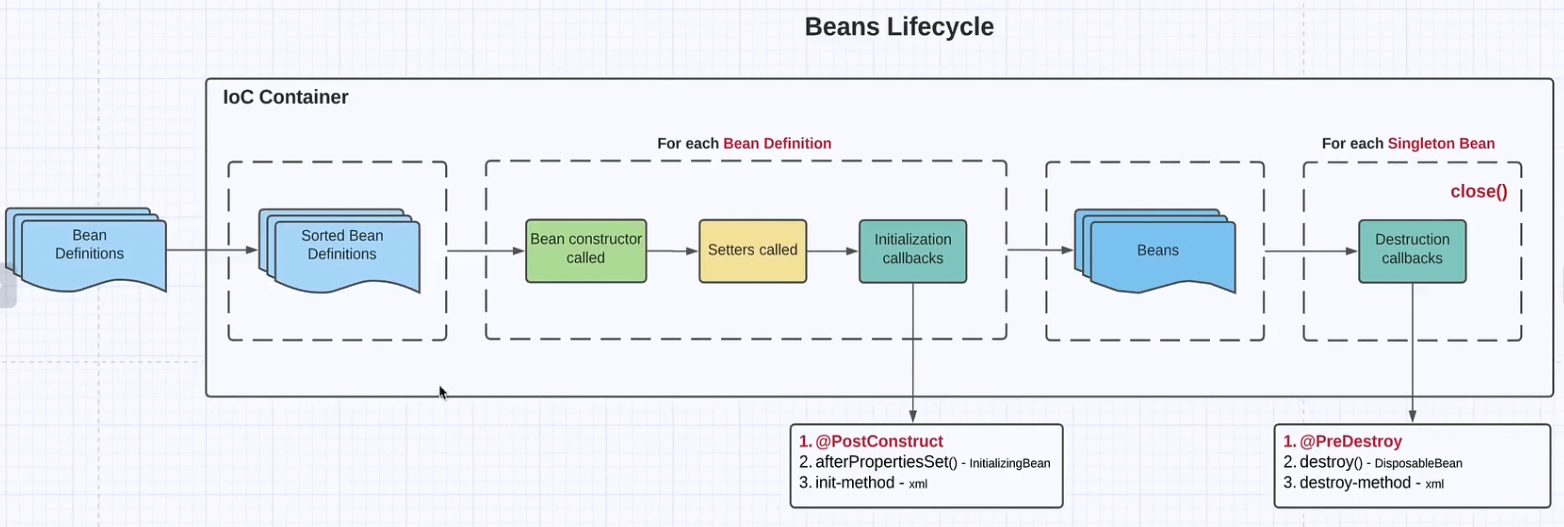 Beans Lifecycle
IoC Container
For each Bean Definition
For each Singleton Bean
close()
Bean
Definitions
Sorted Bean
Definitions
Bean constructor
called
Setters called
Initialization
callbacks
Beans
Destruction
callbacks
1. @PostConstruct
2. afterPropertiesSet() - InitializingBean
3. init-method - xml
1. @PreDestroy
2. destroy() - DisposableBean
3. destroy-method - xml